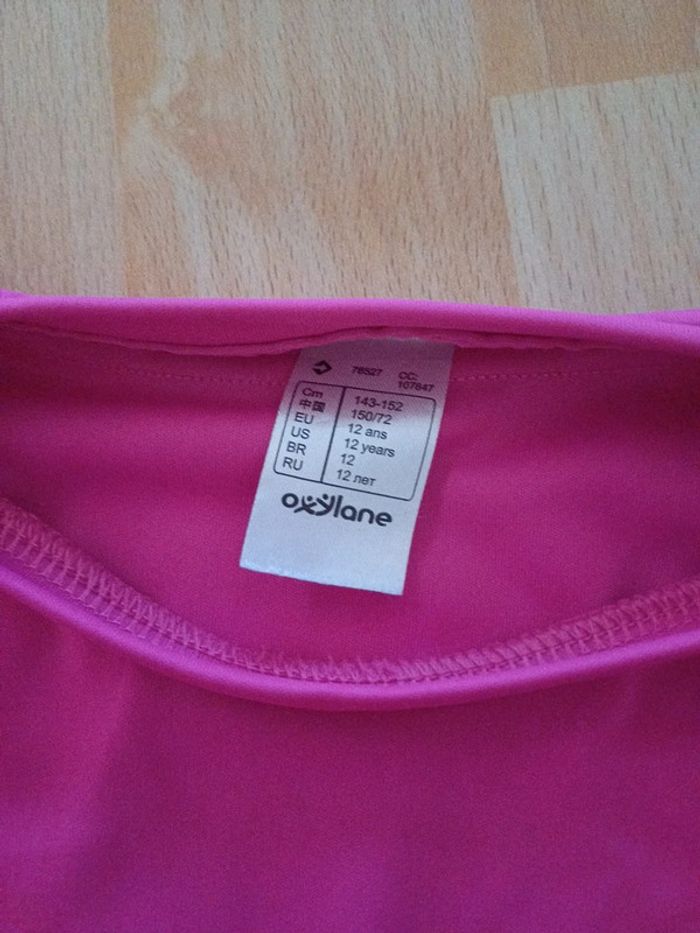 78527 CC:
107847
Cm 143-152
中国 150/72
EU 12 ans
US 12 years
BR 12
RU 12 лет
oxylane